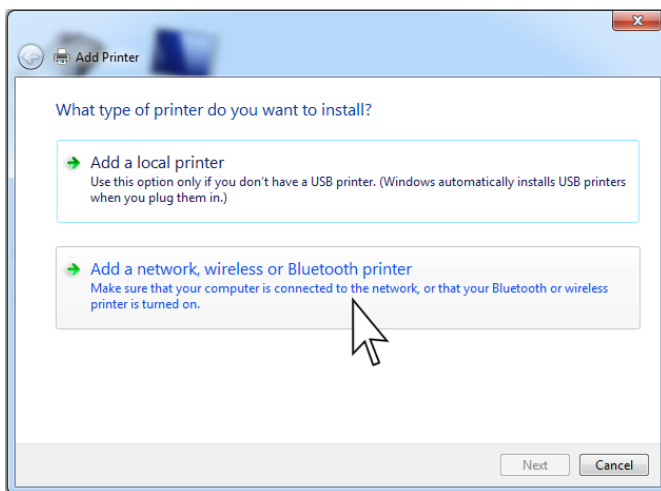 Add Printer
What type of printer do you want to install?
Add a local printer
Use this option only if you don't have a USB printer. (Windows automatically installs USB printers
when you plug them in.)
Add a network, wireless or Bluetooth printer
Make sure that your computer is connected to the network, or that your Bluetooth or wireless
printer is turned on.
Next
Cancel